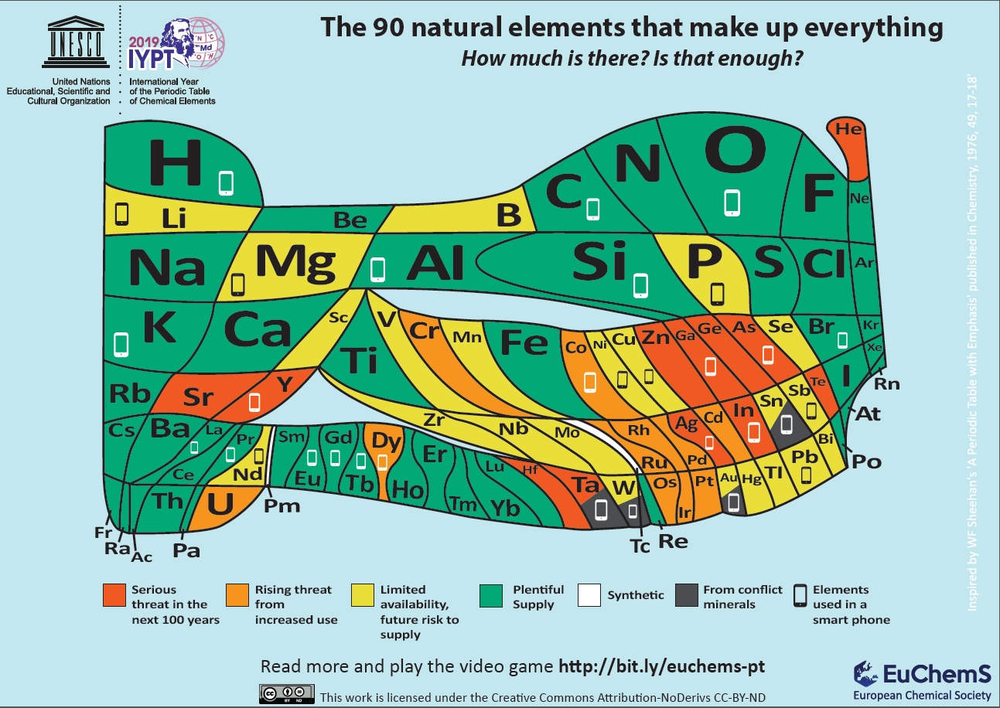 The 90 natural elements that make up everything
How much is there? Is that enough?
UNESCO
United Nations
Educational, Scientific and
Cultural Organization
2019
IYPT
N °C
Md
O H
International Year
of the Periodic Table
of Chemical Elements
H
He
Li
Be
B
C
N
O
F
Ne
Na
Mg
Al
Si
P
S
Cl
Ar
K
Ca
Sc
Ti
V
Cr
Mn
Fe
Co
Ni
Cu
Zn
Ga
Ge
As
Se
Br
Kr
Rb
Sr
Y
Zr
Nb
Mo
Tc
Ru
Rh
Pd
Ag
Cd
In
Sn
Sb
Te
I
Xe
Cs
Ba
La
Ce
Pr
Nd
Pm
Sm
Eu
Gd
Tb
Dy
Ho
Er
Tm
Yb
Lu
Hf
Ta
W
Re
Os
Ir
Pt
Au
Hg
Tl
Pb
Bi
Po
At
Rn
Fr
Ra
Ac
Th
Pa
U
Inspired by WF Sheehan's 'A Periodic Table with Emphasis' published in Chemistry, 1976, 49, 17-18'
Serious
threat in the
next 100 years
Rising threat
from
increased use
Limited
availability,
future risk to
supply
Plentiful
Supply
Synthetic
From conflict
minerals
Elements
used in a
smart phone
Read more and play the video game http://bit.ly/euchems-pt
cc BY ND
This work is licensed under the Creative Commons Attribution-NoDerivs CC-BY-ND
EuChemS
European Chemical Society